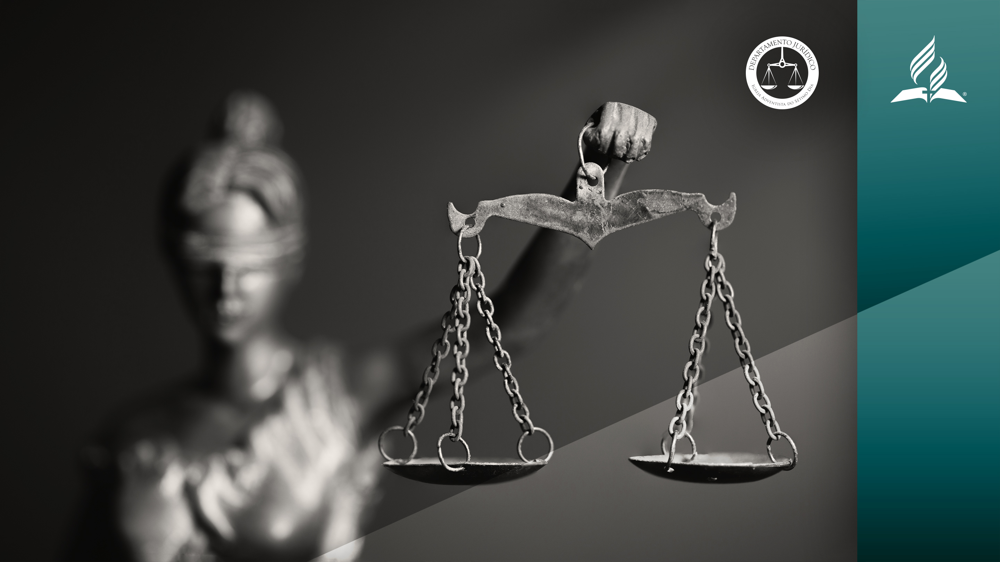 DEPARTAMENTO JURÍDICO
IGREJA ADVENTISTA DO SÉTIMO DIA
®